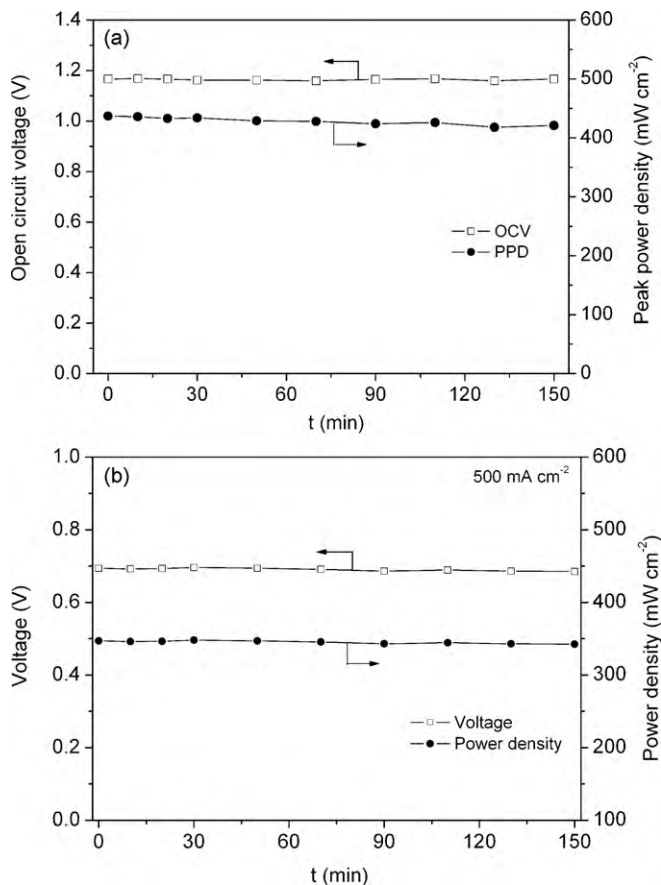 (a)
1.4
1.2
1.0
0.8
0.6
0.4
0.2
0.0
Open circuit voltage (V)
600
500
400
300
200
100
0
Peak power density (mW cm-2)
OCV
PPD
0 30 60 90 120 150
t (min)
(b)
500 mA cm-2
1.0
0.8
0.6
0.4
0.2
0.0
Voltage (V)
600
500
400
300
200
100
Power density (mW cm-2)
Voltage
Power density
0 30 60 90 120 150
t (min)